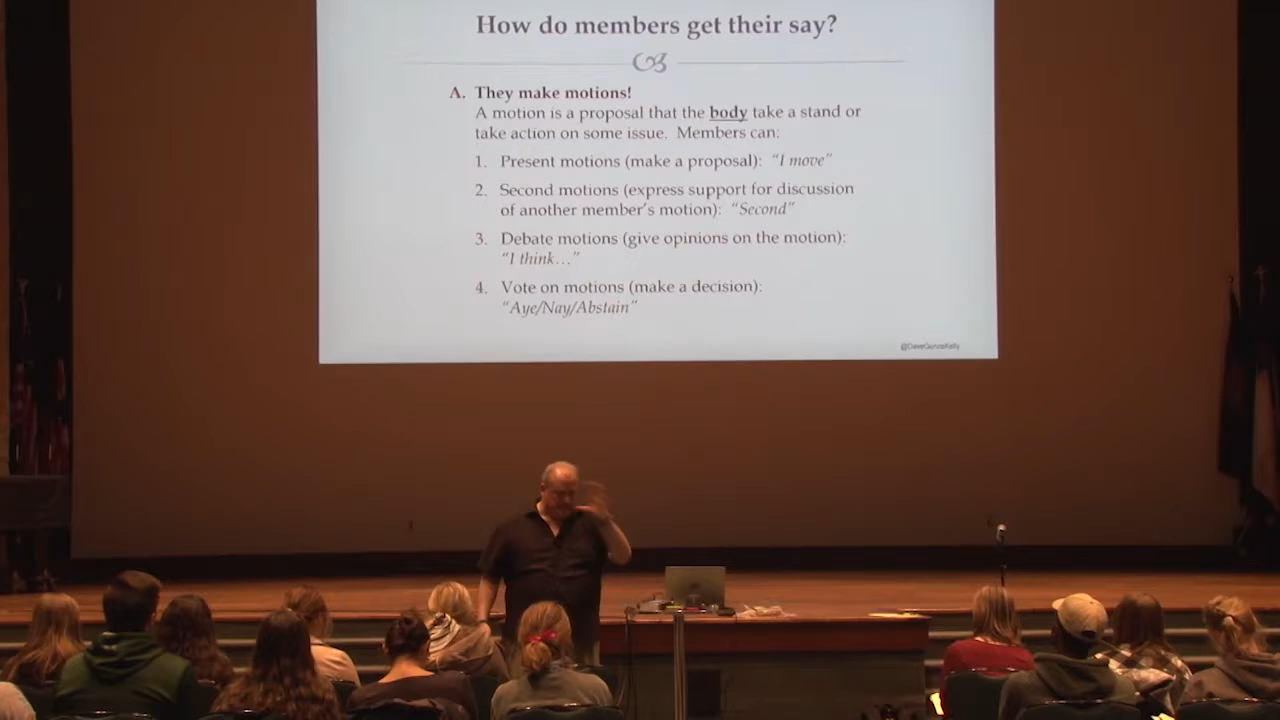 How do members get their say?
A. They make motions!
A motion is a proposal that the body take a stand or
take action on some issue. Members can:
1. Present motions (make a proposal): "I move"
2. Second motions (express support for discussion
of another member's motion): "Second"
3. Debate motions (give opinions on the motion):
"I think..."
4. Vote on motions (make a decision):
"Aye/Nay/Abstain"